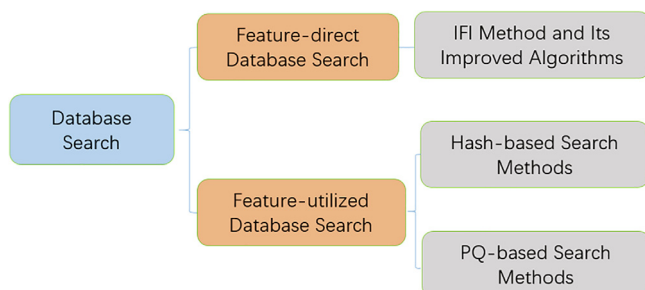 Database
Search
Feature-direct
Database Search
IFI Method and Its
Improved Algorithms
Feature-utilized
Database Search
Hash-based Search
Methods
PQ-based Search
Methods